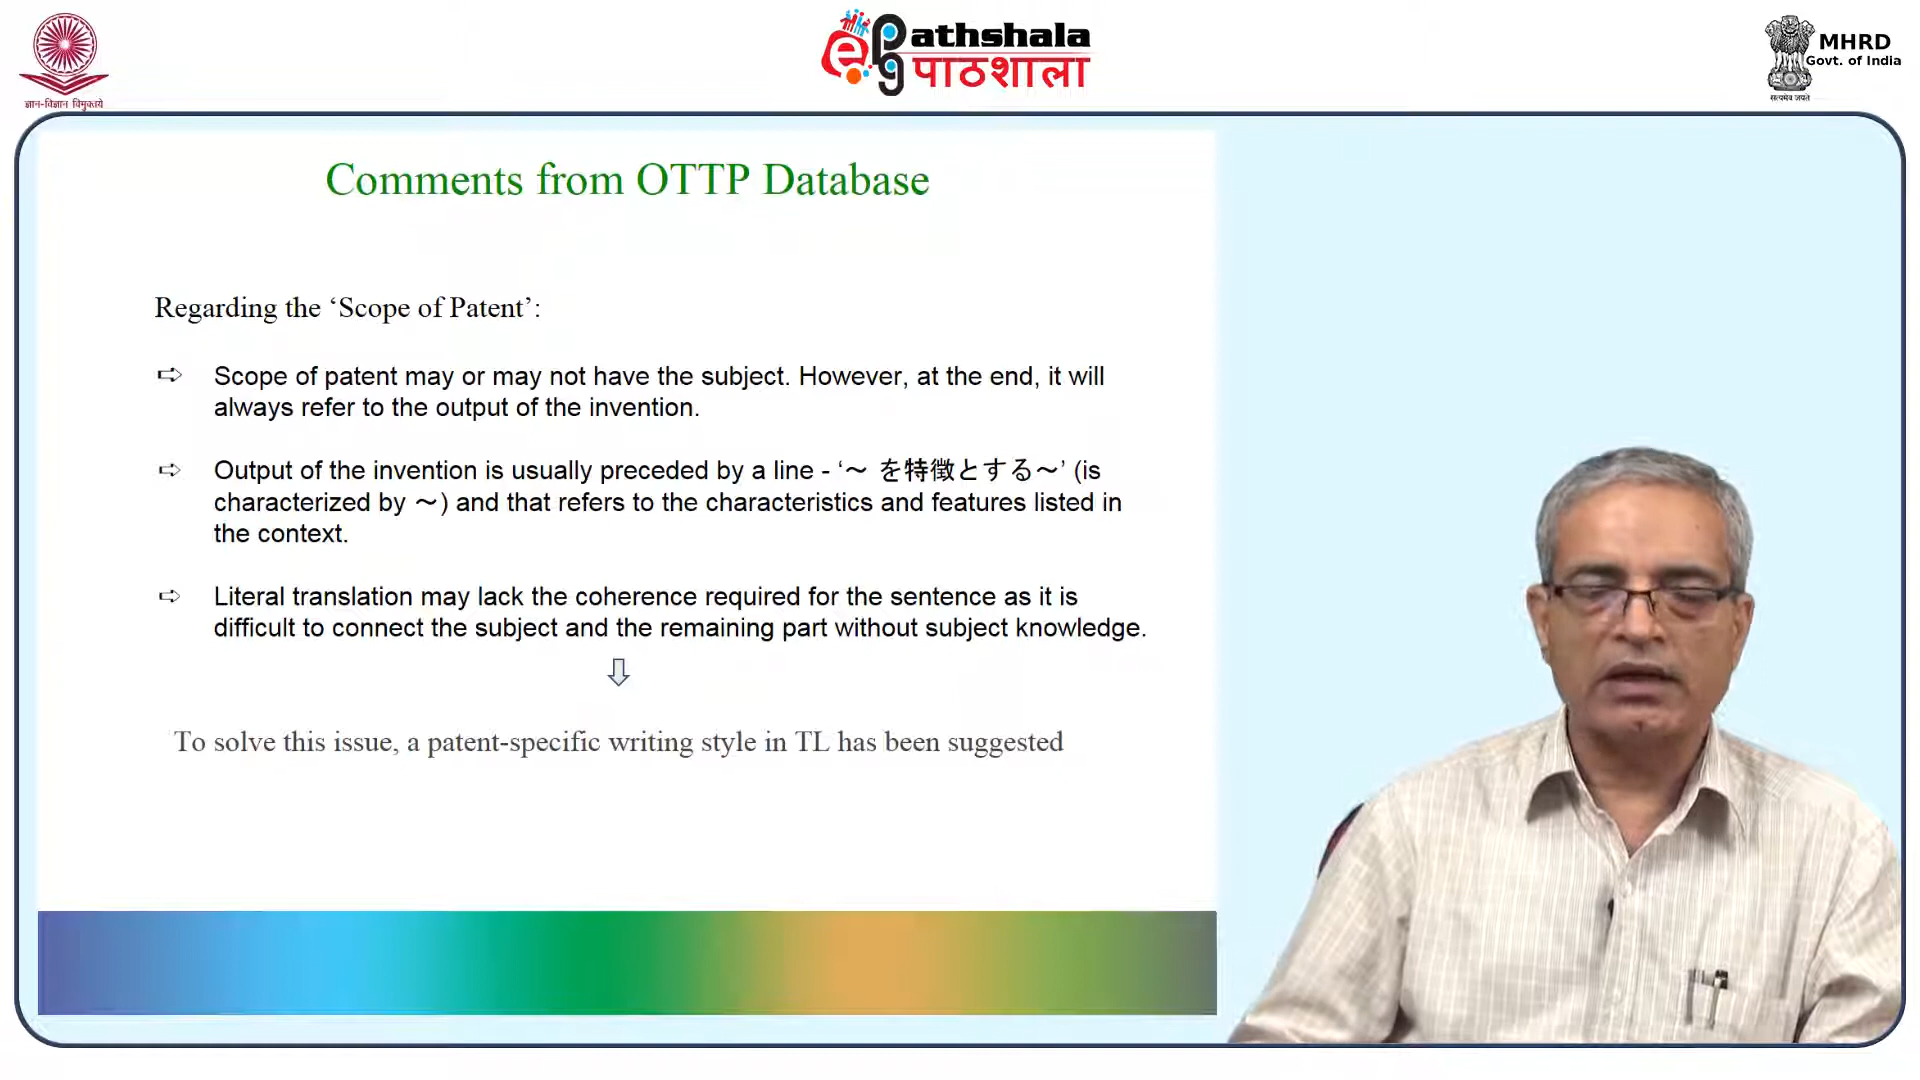 ज्ञान-विज्ञान विमुक्तये
ePathshala
पाठशाला
MHRD
Govt. of India
सत्यमेव जयते
Comments from OTTP Database
Regarding the ‘Scope of Patent’:
➪ Scope of patent may or may not have the subject. However, at the end, it will
always refer to the output of the invention.
➪ Output of the invention is usually preceded by a line - ‘～ を特徴とする～’ (is
characterized by ～) and that refers to the characteristics and features listed in
the context.
➪ Literal translation may lack the coherence required for the sentence as it is
difficult to connect the subject and the remaining part without subject knowledge.
To solve this issue, a patent-specific writing style in TL has been suggested